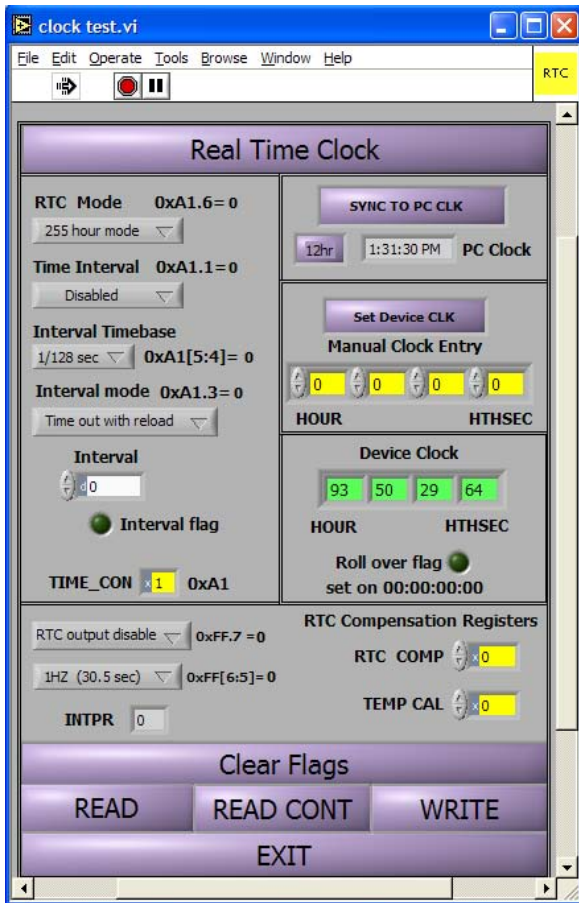 clock test.vi
File Edit Operate Tools Browse Window Help
RTC
Real Time Clock
RTC Mode 0xA1.6= 0
255 hour mode
Time Interval 0xA1.1=0
Disabled
Interval Timebase
1/128 sec 0xA1[5:4]= 0
Interval mode 0xA1.3= 0
Time out with reload
Interval
d 0
Interval flag
TIME_CON x 1 0xA1
SYNC TO PC CLK
12hr 1:31:30 PM PC Clock
Set Device CLK
Manual Clock Entry
0 0 0 0
HOUR HTHSEC
Device Clock
93 50 29 64
HOUR HTHSEC
Roll over flag
set on 00:00:00:00
RTC output disable 0xFF.7 =0
1HZ (30.5 sec) 0xFF[6:5]= 0
INTPR 0
RTC Compensation Registers
RTC COMP x 0
TEMP CAL x 0
Clear Flags
READ READ CONT WRITE
EXIT